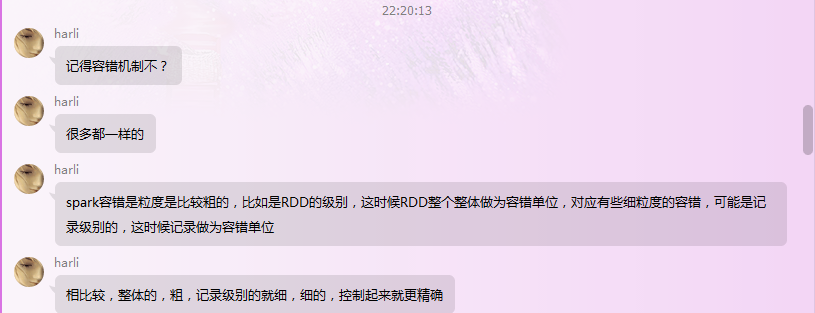 22:20:13
harli
记得容错机制不？
harli
很多都一样的
harli
spark容错是粒度是比较粗的，比如是RDD的级别，这时候RDD整个整体做为容错单位，对应有些细粒度的容错，可能是记
录级别的，这时候记录做为容错单位
harli
相比较，整体的，粗，记录级别的就细，细的，控制起来就更精确